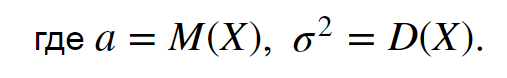 где a = M(X), σ² = D(X).